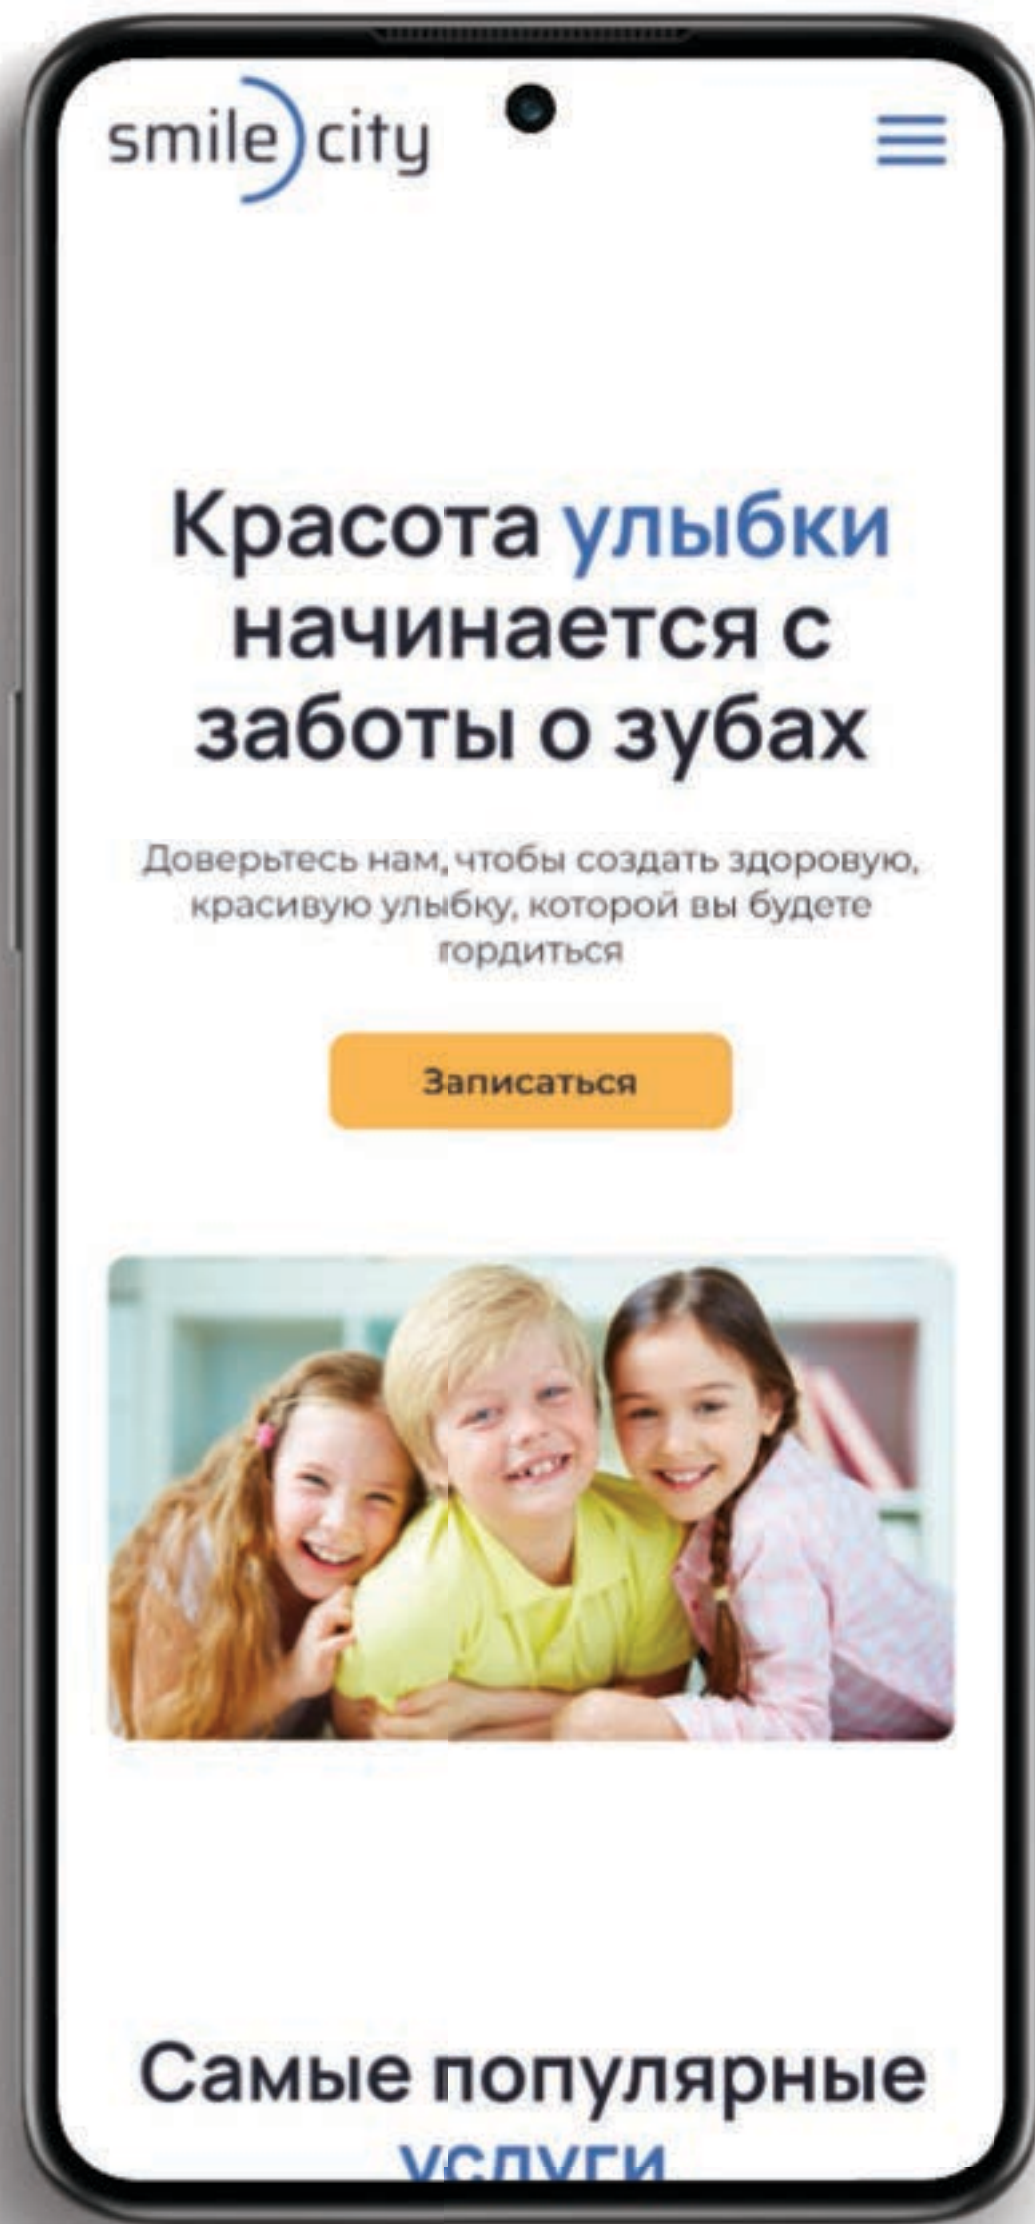 smile city
Красота улыбки
начинается с
заботы о зубах
Доверьтесь нам, чтобы создать здоровую,
красивую улыбку, которой вы будете
гордиться
Записаться
Самые популярные
услуги